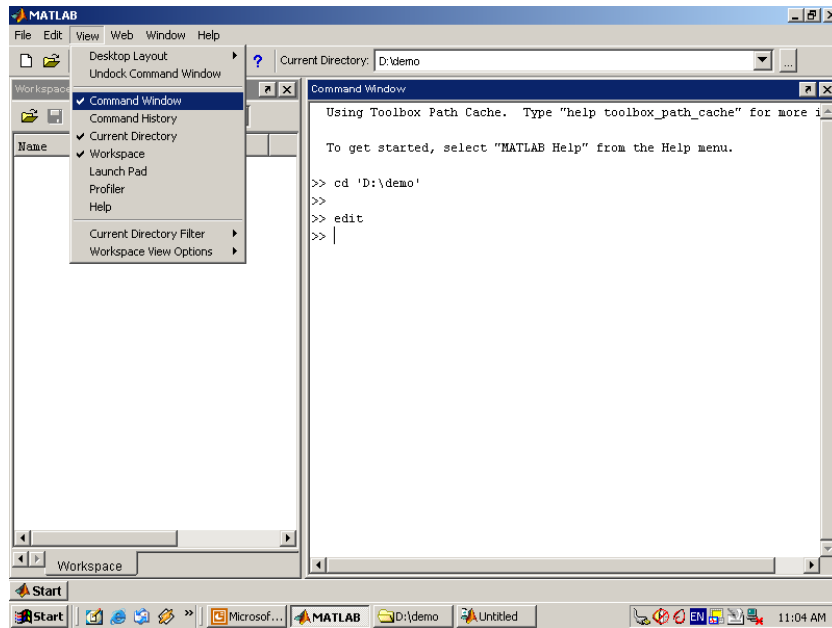 MATLAB
File Edit View Web Window Help
? Current Directory: D:\demo ...
Desktop Layout
Undock Command Window
Command Window
Command History
Current Directory
Workspace
Launch Pad
Profiler
Help
Current Directory Filter
Workspace View Options
Workspace
Name
Workspace
Command Window
Using Toolbox Path Cache. Type "help toolbox_path_cache" for more
To get started, select "MATLAB Help" from the Help menu.
>> cd 'D:\demo'
>>
>> edit
>>
Start
Start » Microsof... MATLAB D:\demo Untitled EN 11:04 AM